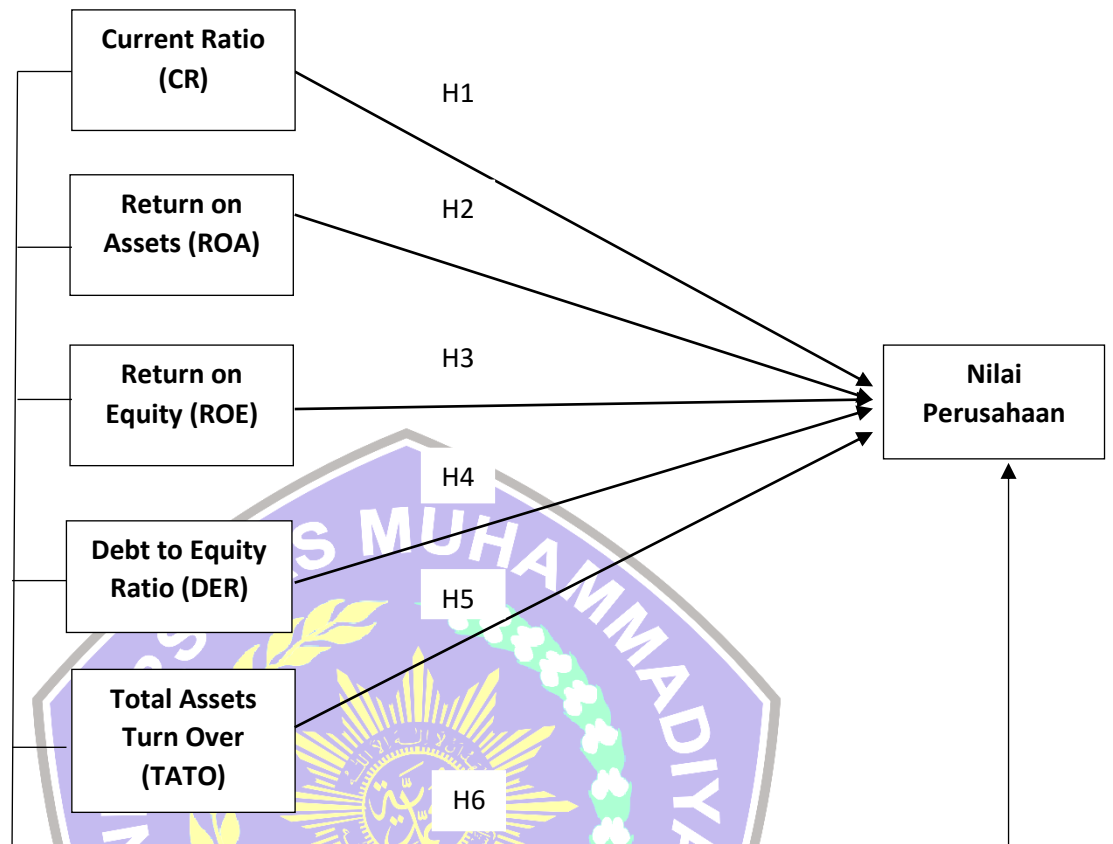 Current Ratio
(CR)
H1
Return on
Assets (ROA)
H2
Return on
Equity (ROE)
H3
Nilai
Perusahaan
Debt to Equity
Ratio (DER)
H4
H5
Total Assets
Turn Over
(TATO)
H6
S MUHAMMADIYA